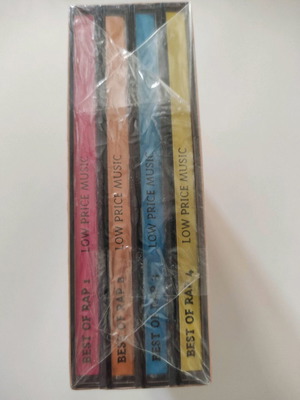 BEST OF RAP 1 LOW PRICE MUSIC
BEST OF RAP LOW PRICE MUSIC
BEST OF RAP LOW PRICE MUSIC
BEST OF RAP 4 LOW PRICE MUSIC